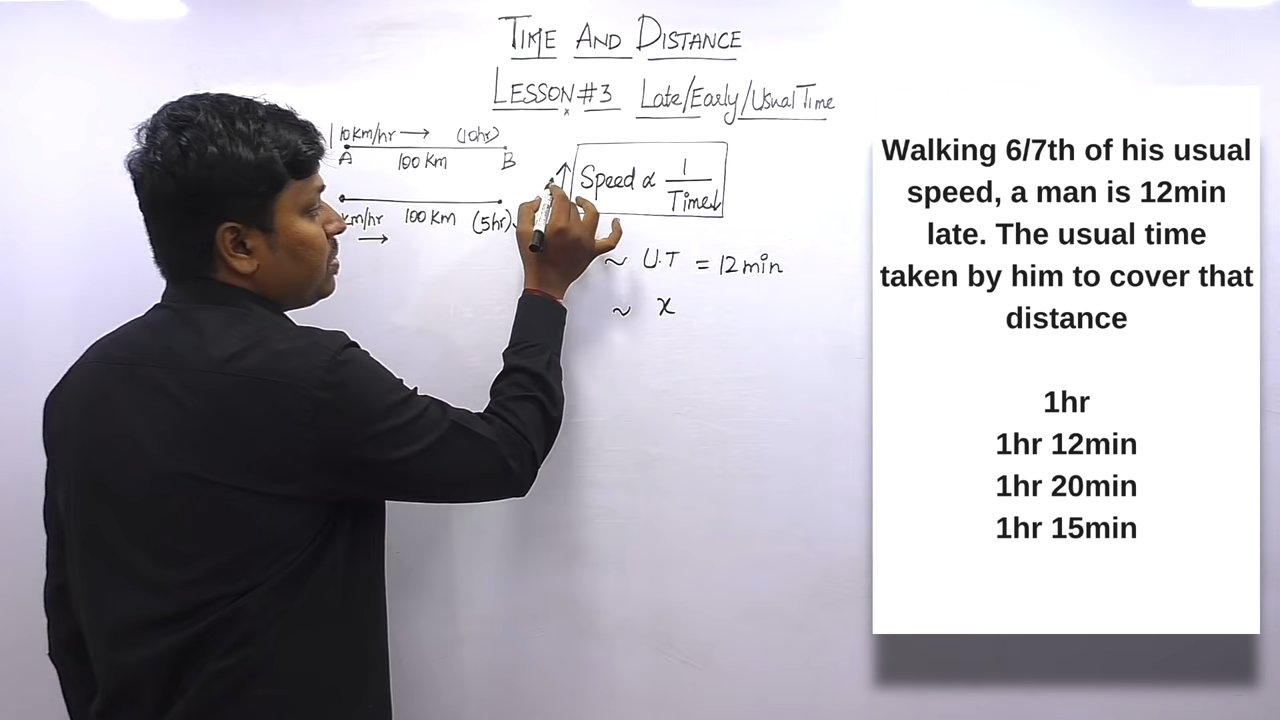 TIME AND DISTANCE
LESSON #3 Late/Early/Usual Time
10Km/hr → (10hr)
A 100 Km B
km/hr 100 Km (5hr)
→
↑ Speed ∝ 1/Time↓
~ U.T = 12 min
~ x
Walking 6/7th of his usual
speed, a man is 12min
late. The usual time
taken by him to cover that
distance
1hr
1hr 12min
1hr 20min
1hr 15min